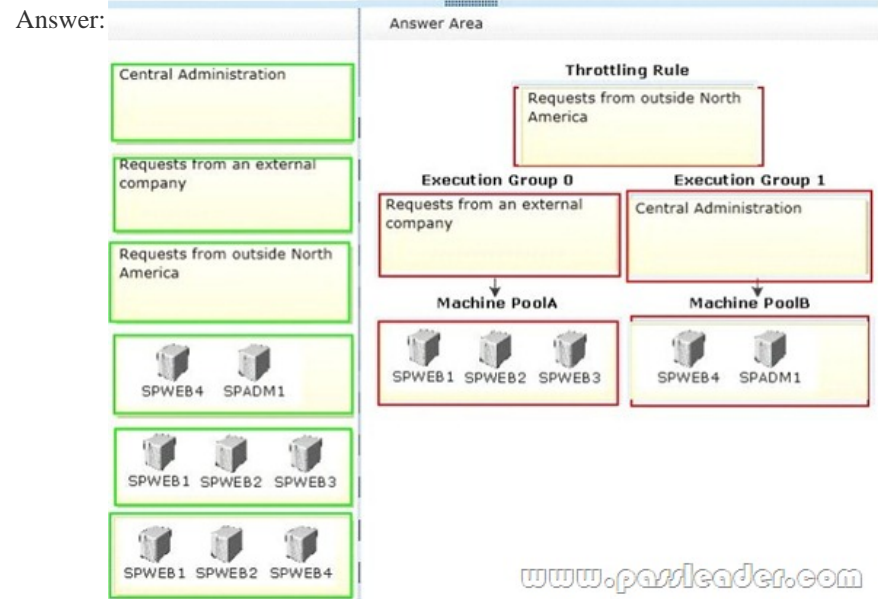 Answer:
Answer Area
Central Administration
Requests from an external
company
Requests from outside North
America
SPWEB4 SPADM1
SPWEB1 SPWEB2 SPWEB3
SPWEB1 SPWEB2 SPWEB4
Throttling Rule
Requests from outside North
America
Execution Group 0 Execution Group 1
Requests from an external
company
Central Administration
Machine PoolA Machine PoolB
SPWEB1 SPWEB2 SPWEB3
SPWEB4 SPADM1
www.passleader.com